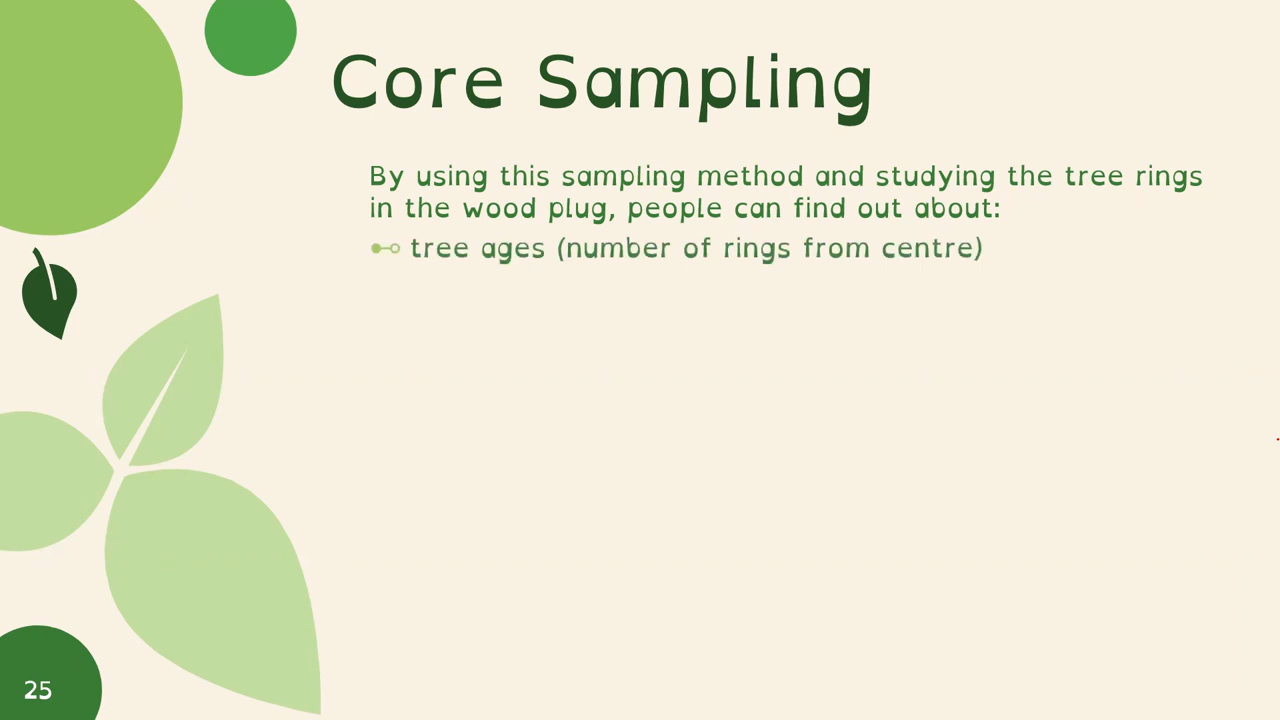 Core Sampling
By using this sampling method and studying the tree rings
in the wood plug, people can find out about:
tree ages (number of rings from centre)
25